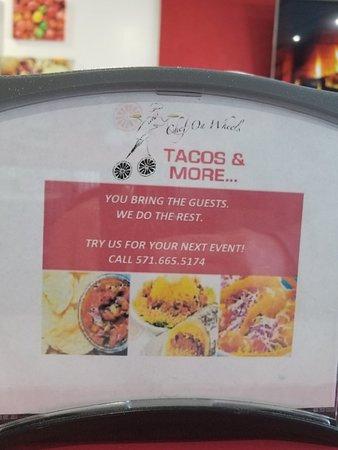 Chef On Wheels
TACOS &
MORE...
YOU BRING THE GUESTS.
WE DO THE REST.
TRY US FOR YOUR NEXT EVENT!
CALL 571.665.5174